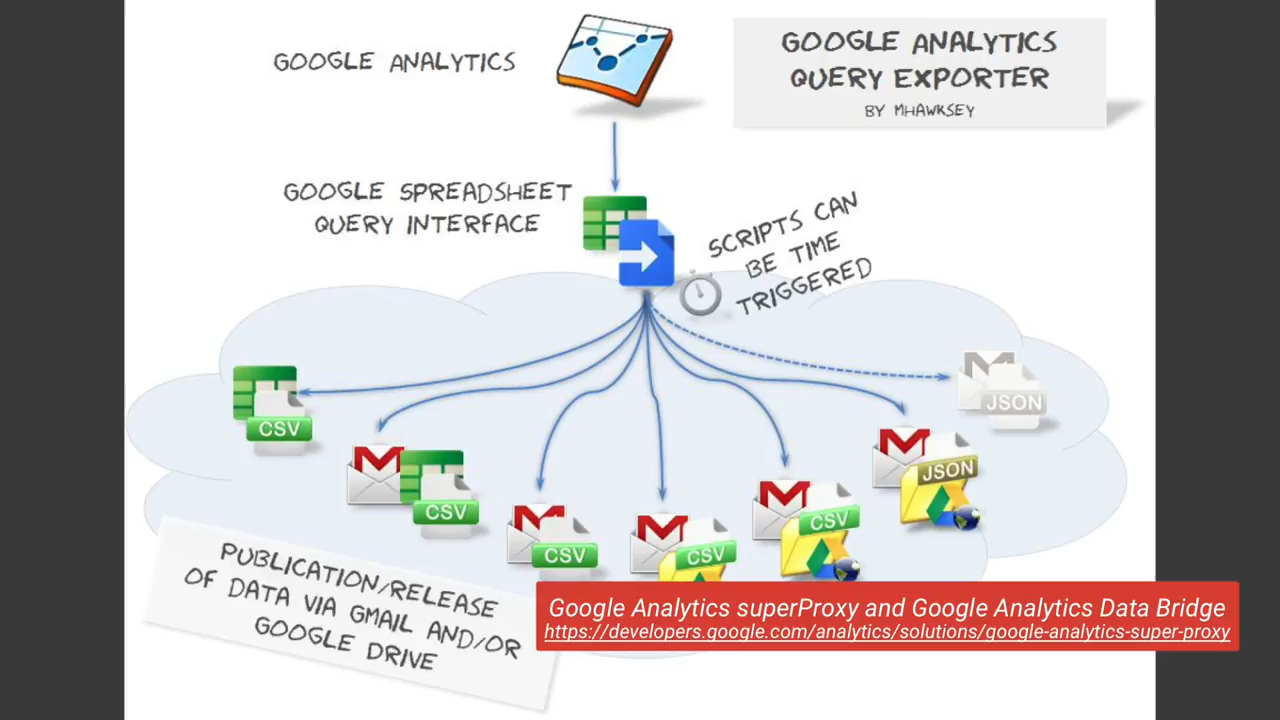 GOOGLE ANALYTICS
GOOGLE ANALYTICS
QUERY EXPORTER
BY MHAWKSEY
GOOGLE SPREADSHEET
QUERY INTERFACE
SCRIPTS CAN
BE TIME
TRIGGERED
CSV
CSV
CSV
CSV
CSV
JSON
JSON
PUBLICATION/RELEASE
OF DATA VIA GMAIL AND/OR
GOOGLE DRIVE
Google Analytics superProxy and Google Analytics Data Bridge
https://developers.google.com/analytics/solutions/google-analytics-super-proxy